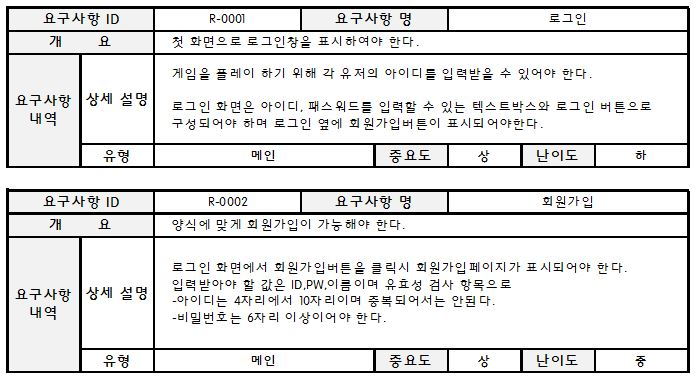 요구사항 ID R-0001 요구사항 명 로그인
개 요 첫 화면으로 로그인창을 표시하여야 한다.
요구사항 내역 상세 설명 게임을 플레이 하기 위해 각 유저의 아이디를 입력받을 수 있어야 한다.
로그인 화면은 아이디, 패스워드를 입력할 수 있는 텍스트박스와 로그인 버튼으로
구성되어야 하며 로그인 옆에 회원가입버튼이 표시되어야한다.
유형 메인 중요도 상 난이도 하
요구사항 ID R-0002 요구사항 명 회원가입
개 요 양식에 맞게 회원가입이 가능해야 한다.
요구사항 내역 상세 설명 로그인 화면에서 회원가입버튼을 클릭시 회원가입페이지가 표시되어야 한다.
입력받아야 할 값은 ID,PW,이름이며 유효성 검사 항목으로
-아이디는 4자리에서 10자리이며 중복되어서는 안된다.
-비밀번호는 6자리 이상이어야 한다.
유형 메인 중요도 상 난이도 중